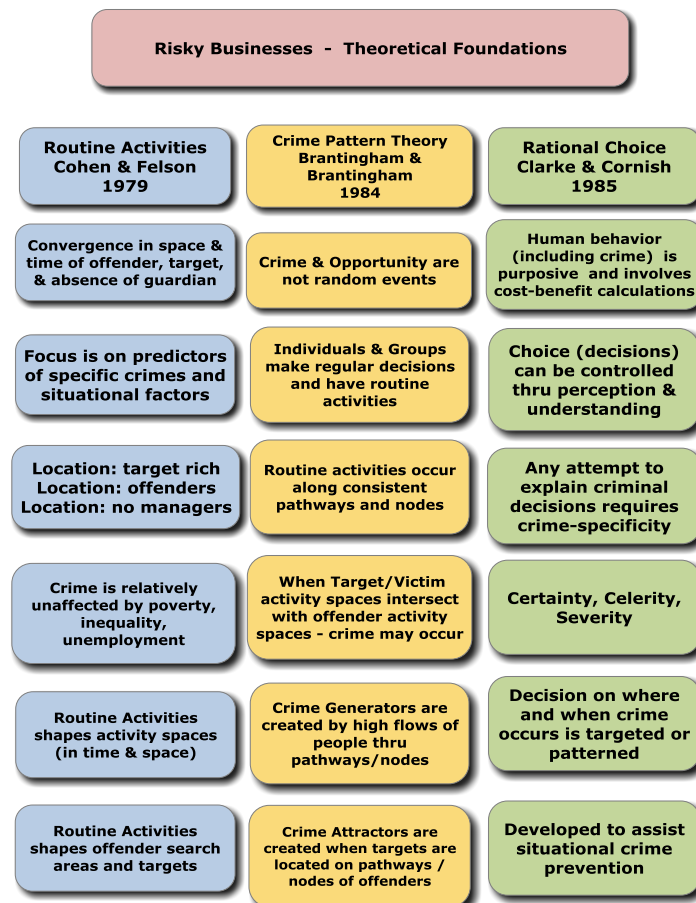 Risky Businesses - Theoretical Foundations
Routine Activities
Cohen & Felson
1979
Convergence in space &
time of offender, target,
& absence of guardian
Focus is on predictors
of specific crimes and
situational factors
Location: target rich
Location: offenders
Location: no managers
Crime is relatively
unaffected by poverty,
inequality,
unemployment
Routine Activities
shapes activity spaces
(in time & space)
Routine Activities
shapes offender search
areas and targets
Crime Pattern Theory
Brantingham &
Brantingham
1984
Crime & Opportunity are
not random events
Individuals & Groups
make regular decisions
and have routine
activities
Routine activities occur
along consistent
pathways and nodes
When Target/Victim
activity spaces intersect
with offender activity
spaces - crime may occur
Crime Generators are
created by high flows of
people thru
pathways/nodes
Crime Attractors are
created when targets are
located on pathways /
nodes of offenders
Rational Choice
Clarke & Cornish
1985
Human behavior
(including crime) is
purposive and involves
cost-benefit calculations
Choice (decisions)
can be controlled
thru perception &
understanding
Any attempt to
explain criminal
decisions requires
crime-specificity
Certainty, Celerity,
Severity
Decision on where
and when crime
occurs is targeted or
patterned
Developed to assist
situational crime
prevention